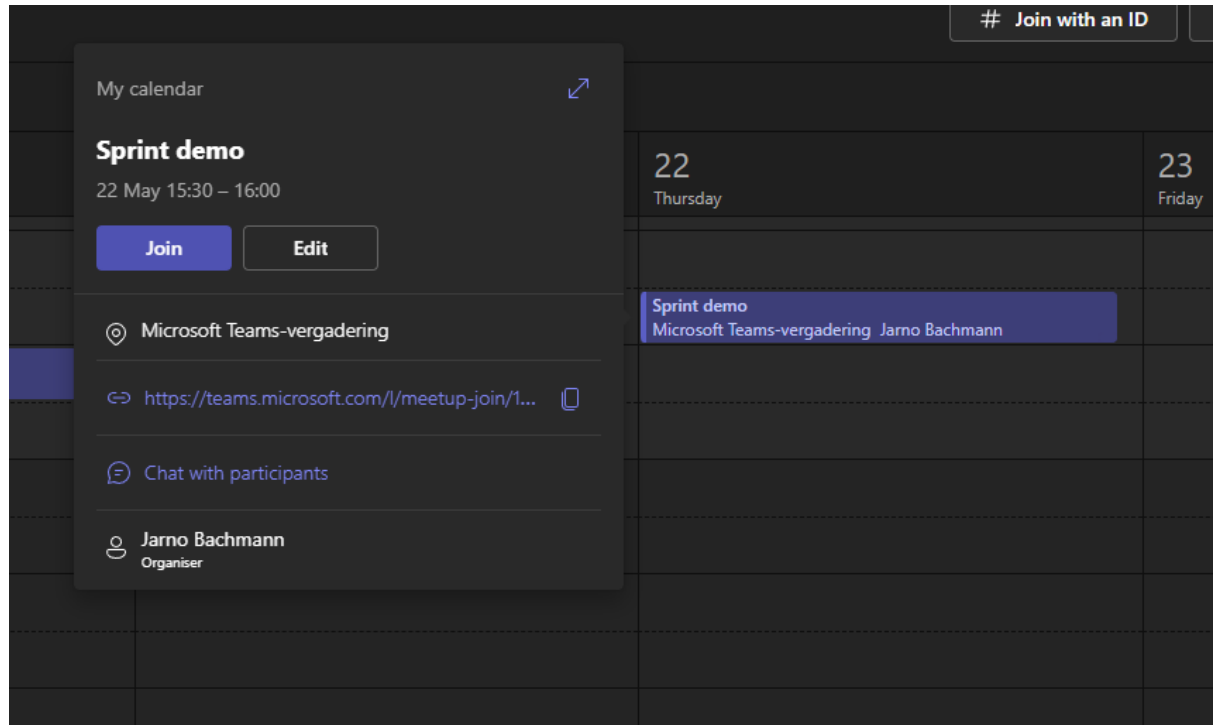 # Join with an ID
My calendar
Sprint demo
22 May 15:30 – 16:00
Join
Edit
Microsoft Teams-vergadering
https://teams.microsoft.com/l/meetup-join/1...
Chat with participants
Jarno Bachmann
Organiser
22
Thursday
23
Friday
Sprint demo
Microsoft Teams-vergadering Jarno Bachmann